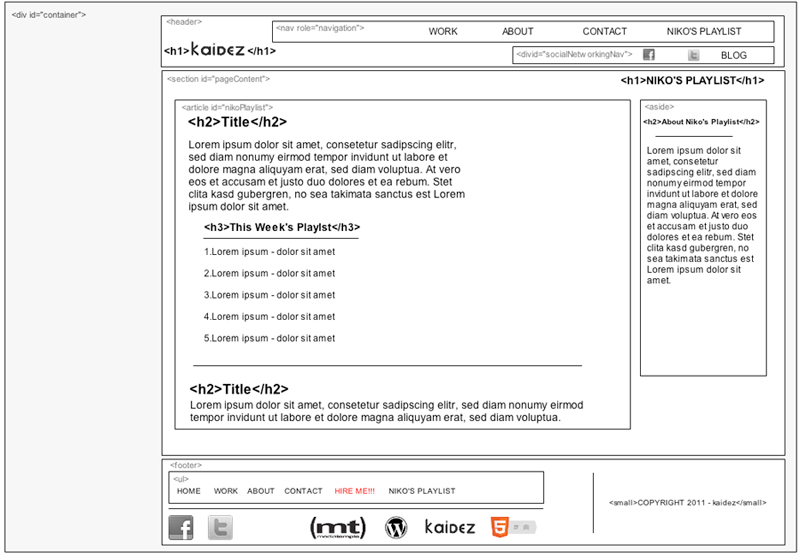 <div id="container">
<header>
<nav role="navigation">
WORK ABOUT CONTACT NIKO'S PLAYLIST
<h1>kaidez</h1>
<divid="socialNetw orkingNav"> f t BLOG
<section id="pageContent">
<h1>NIKO'S PLAYLIST</h1>
<article id="nikoPlaylist">
<h2>Title</h2>
Lorem ipsum dolor sit amet, consetetur sadipscing elitr,
sed diam nonumy eirmod tempor invidunt ut labore et
dolore magna aliquyam erat, sed diam voluptua. At vero
eos et accusam et justo duo dolores et ea rebum. Stet
clita kasd gubergren, no sea takimata sanctus est Lorem
ipsum dolor sit amet.
<h3>This Week's Playlst</h3>
1.Lorem ipsum - dolor sit amet
2.Lorem ipsum - dolor sit amet
3.Lorem ipsum - dolor sit amet
4.Lorem ipsum - dolor sit amet
5.Lorem ipsum - dolor sit amet
<h2>Title</h2>
Lorem ipsum dolor sit amet, consetetur sadipscing elitr, sed diam nonumy eirmod
tempor invidunt ut labore et dolore magna aliquyam erat, sed diam voluptua.
<aside>
<h2>About Niko's Playlist</h2>
Lorem ipsum dolor sit
amet, consetetur
sadipscing elitr, sed diam
nonumy eirmod tempor
invidunt ut labore et dolore
magna aliquyam erat, sed
diam voluptua. At vero eos
et accusam et justo duo
dolores et ea rebum. Stet
clita kasd gubergren, no
sea takimata sanctus est
Lorem ipsum dolor sit
amet.
<footer>
<ul>
HOME WORK ABOUT CONTACT HIRE ME!!! NIKO'S PLAYLIST
<small>COPYRIGHT 2011 - kaidez</small>
f t (mt) W kaidez 5
mediatemple